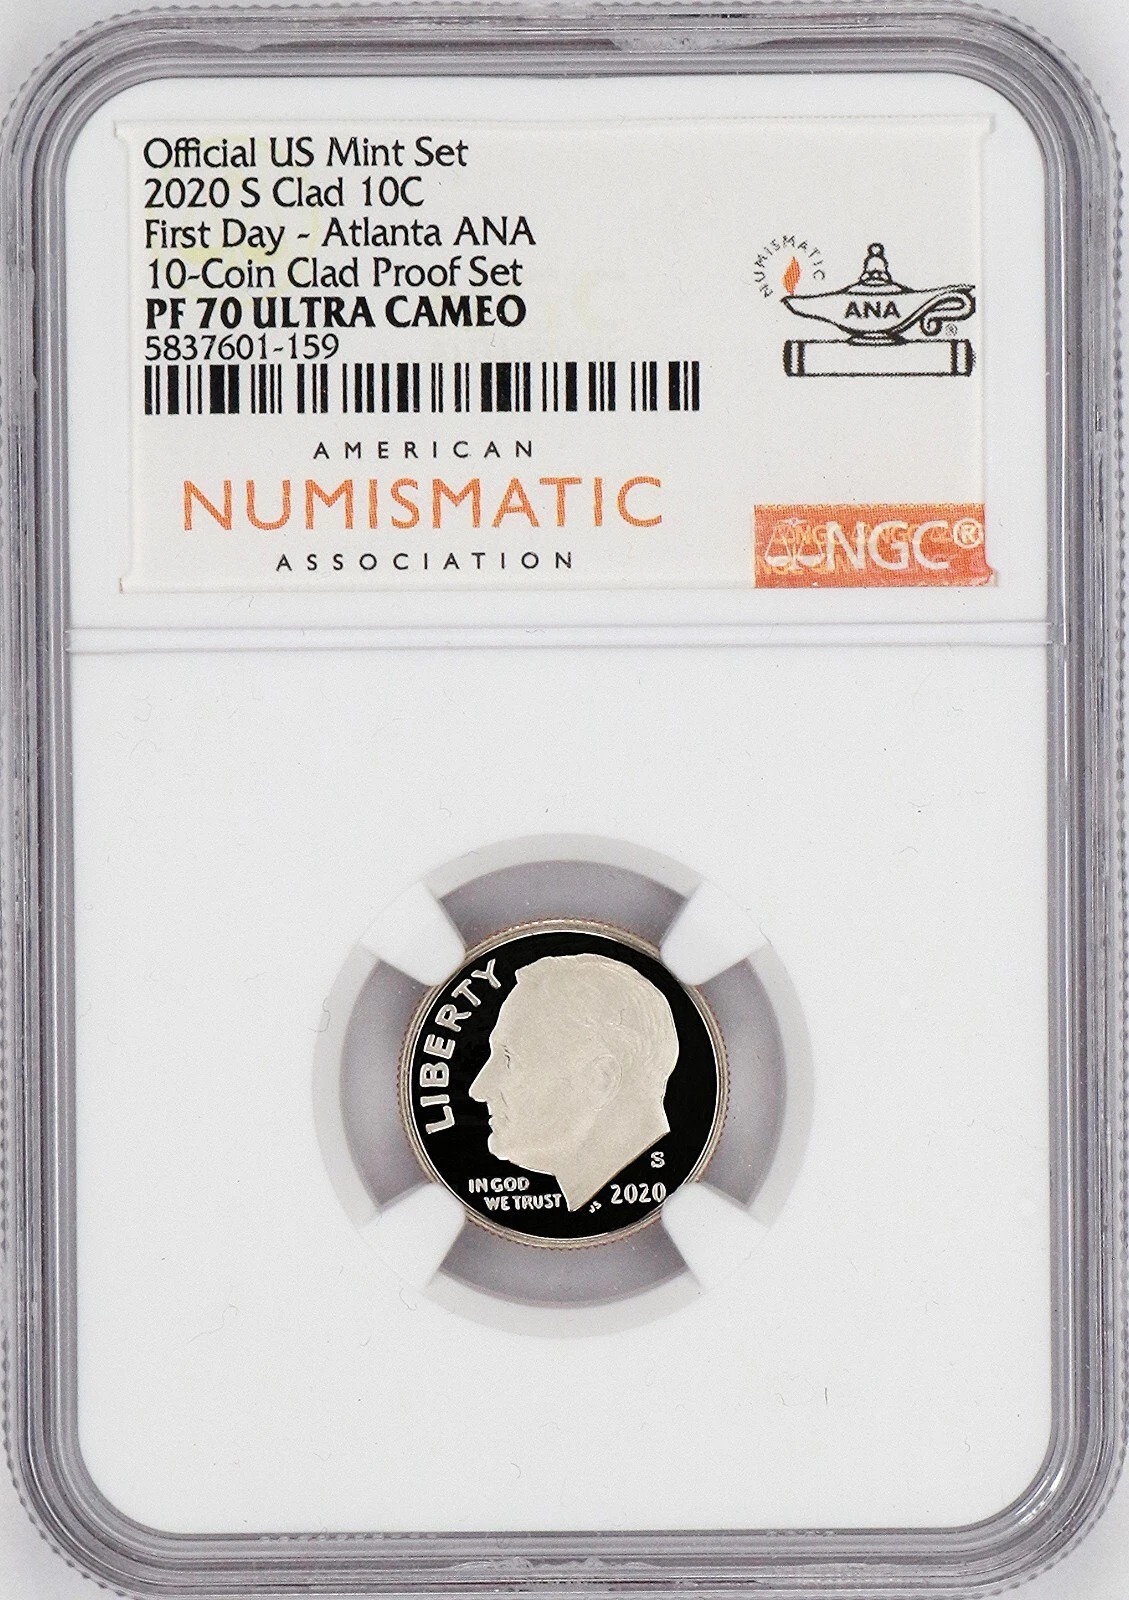 Official US Mint Set
2020 S Clad 10C
First Day - Atlanta ANA
10-Coin Clad Proof Set
PF 70 ULTRA CAMEO
5837601-159
NUMISMATIC
ANA
®
AMERICAN
NUMISMATIC
ASSOCIATION
NGC®
LIBERTY
IN GOD
WE TRUST
JS
S
2020